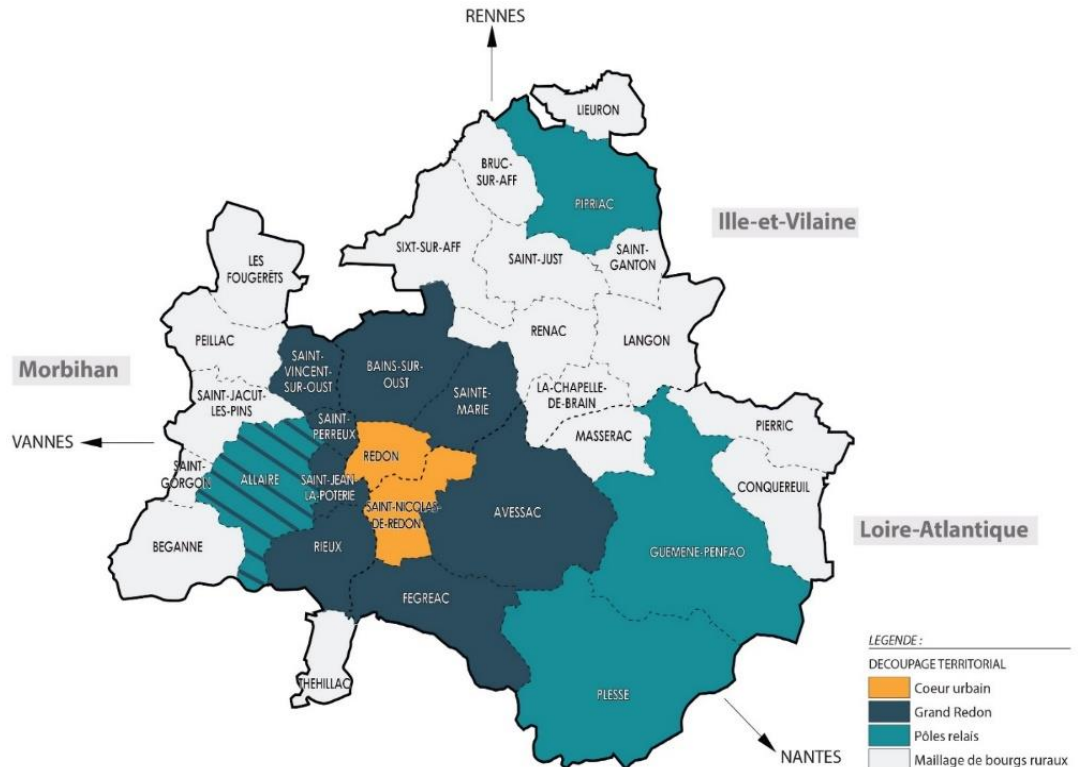 RENNES
LIEURON
BRUC-
SUR-AFF
PIPRIAC
Ille-et-Vilaine
SIXT-SUR-AFF
SAINT-JUST
SAINT-
GANTON
LES
FOUGERÊTS
RENAC
LANGON
PEILLAC
Morbihan
SAINT-
VINCENT-
SUR-OUST
BAINS-SUR-
OUST
SAINTE-
MARIE
LA-CHAPELLE-
DE-BRAIN
SAINT-JACUT-
LES-PINS
SAINT-
PERREUX
MASSERAC
PIERRIC
VANNES
REDON
SAINT-
GORGON
ALLAIRE
SAINT-JEAN
LA-POTERIE
CONQUEREUIL
SAINT-NICOLAS-
DE-REDON
AVESSAC
Loire-Atlantique
BEGANNE
RIEUX
GUEMENE-PENFAO
FEGREAC
THEHILLAC
PLESSE
NANTES
LEGENDE :
DECOUPAGE TERRITORIAL
Coeur urbain
Grand Redon
Pôles relais
Maillage de bourgs ruraux